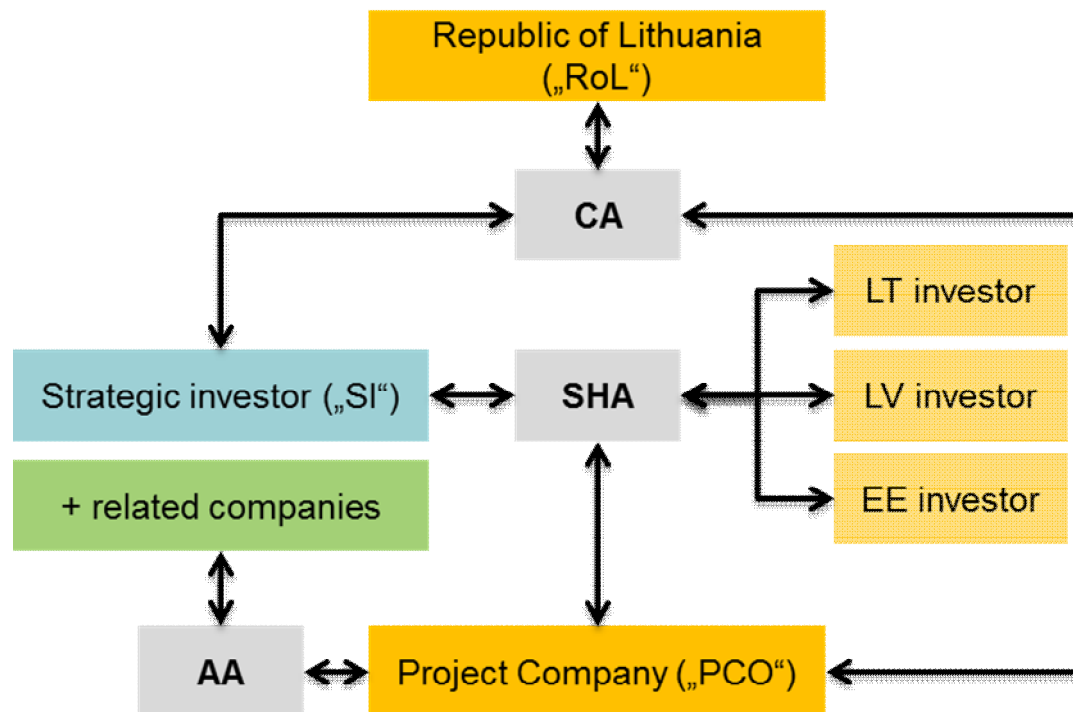 Republic of Lithuania
(„RoL“)
CA
LT investor
Strategic investor („SI“)
SHA
LV investor
+ related companies
EE investor
AA
Project Company („PCO“)